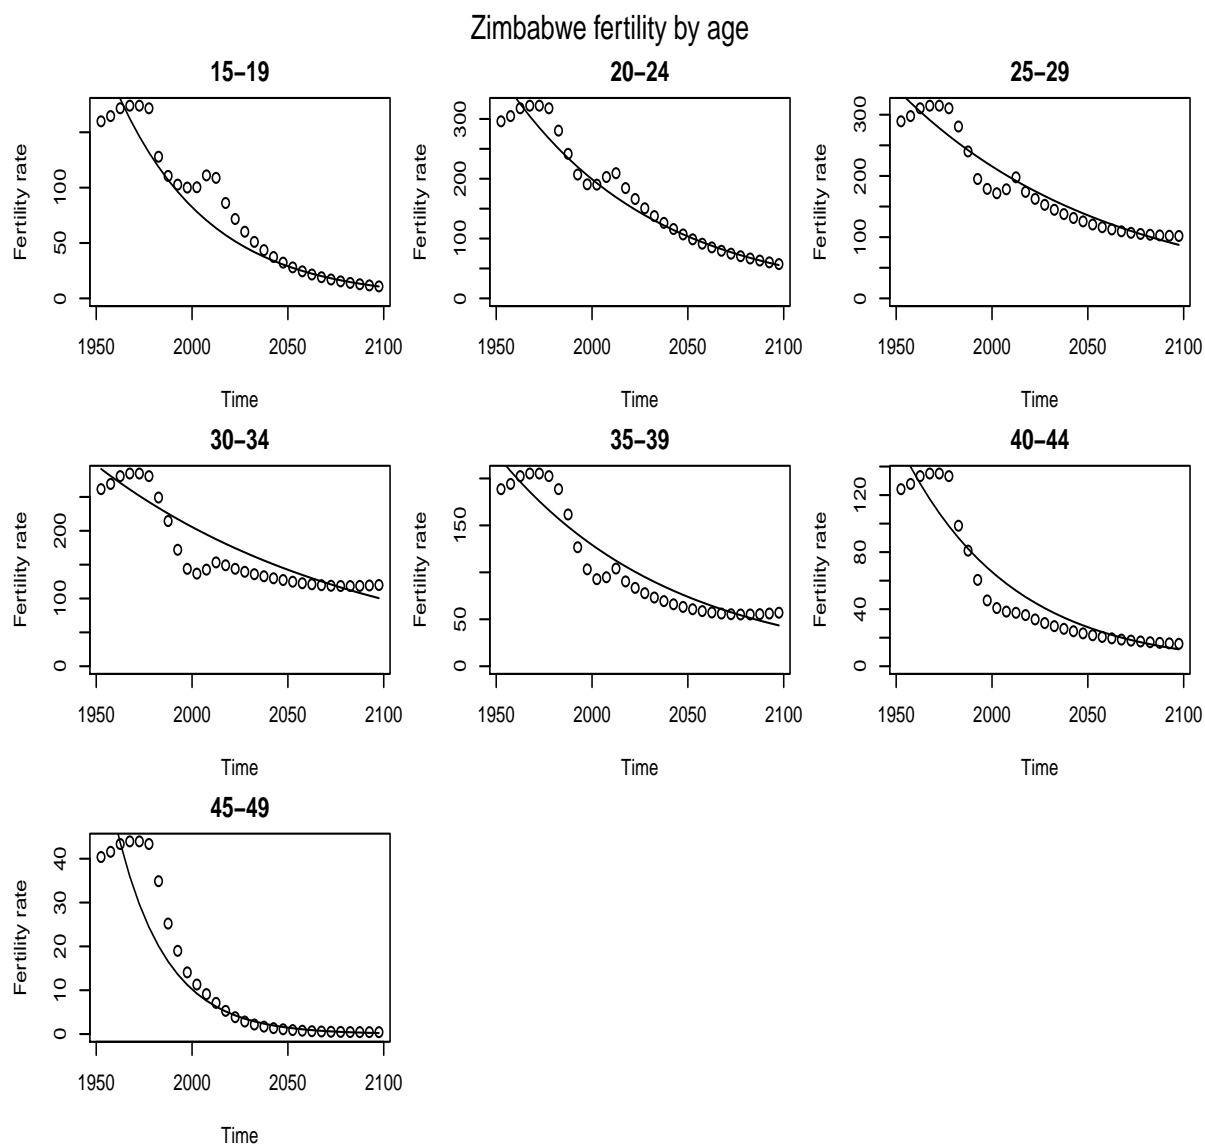 Zimbabwe fertility by age
15–19
Fertility rate
0 50 100
1950 2000 2050 2100
Time
20–24
Fertility rate
0 100 200 300
1950 2000 2050 2100
Time
25–29
Fertility rate
0 100 200 300
1950 2000 2050 2100
Time
30–34
Fertility rate
0 100 200
1950 2000 2050 2100
Time
35–39
Fertility rate
0 50 150
1950 2000 2050 2100
Time
40–44
Fertility rate
0 40 80 120
1950 2000 2050 2100
Time
45–49
Fertility rate
0 10 20 30 40
1950 2000 2050 2100
Time